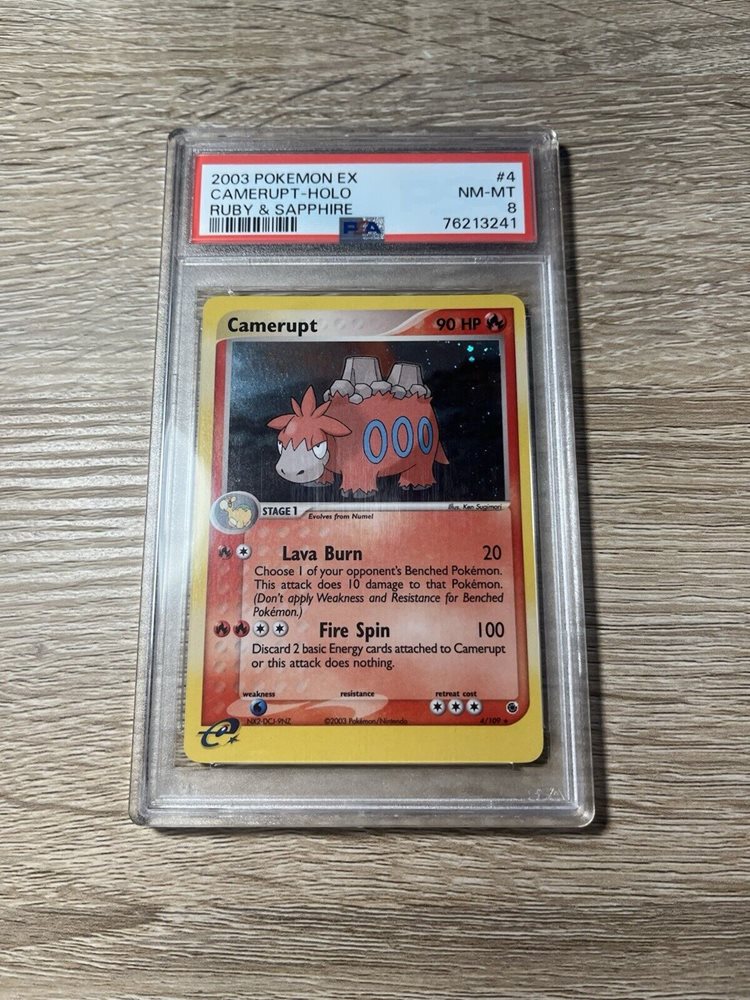 2003 POKEMON EX #4
CAMERUPT-HOLO NM-MT
RUBY & SAPPHIRE 8
PSA 76213241
Camerupt 90 HP
STAGE 1 Evolves from Numel Illus. Ken Sugimori
Lava Burn 20
Choose 1 of your opponent's Benched Pokémon.
This attack does 10 damage to that Pokémon.
(Don't apply Weakness and Resistance for Benched
Pokémon.)
Fire Spin 100
Discard 2 basic Energy cards attached to Camerupt
or this attack does nothing.
weakness resistance retreat cost
NX2-DCJ-9NZ ©2003 Pokémon/Nintendo 4/109 ★
e